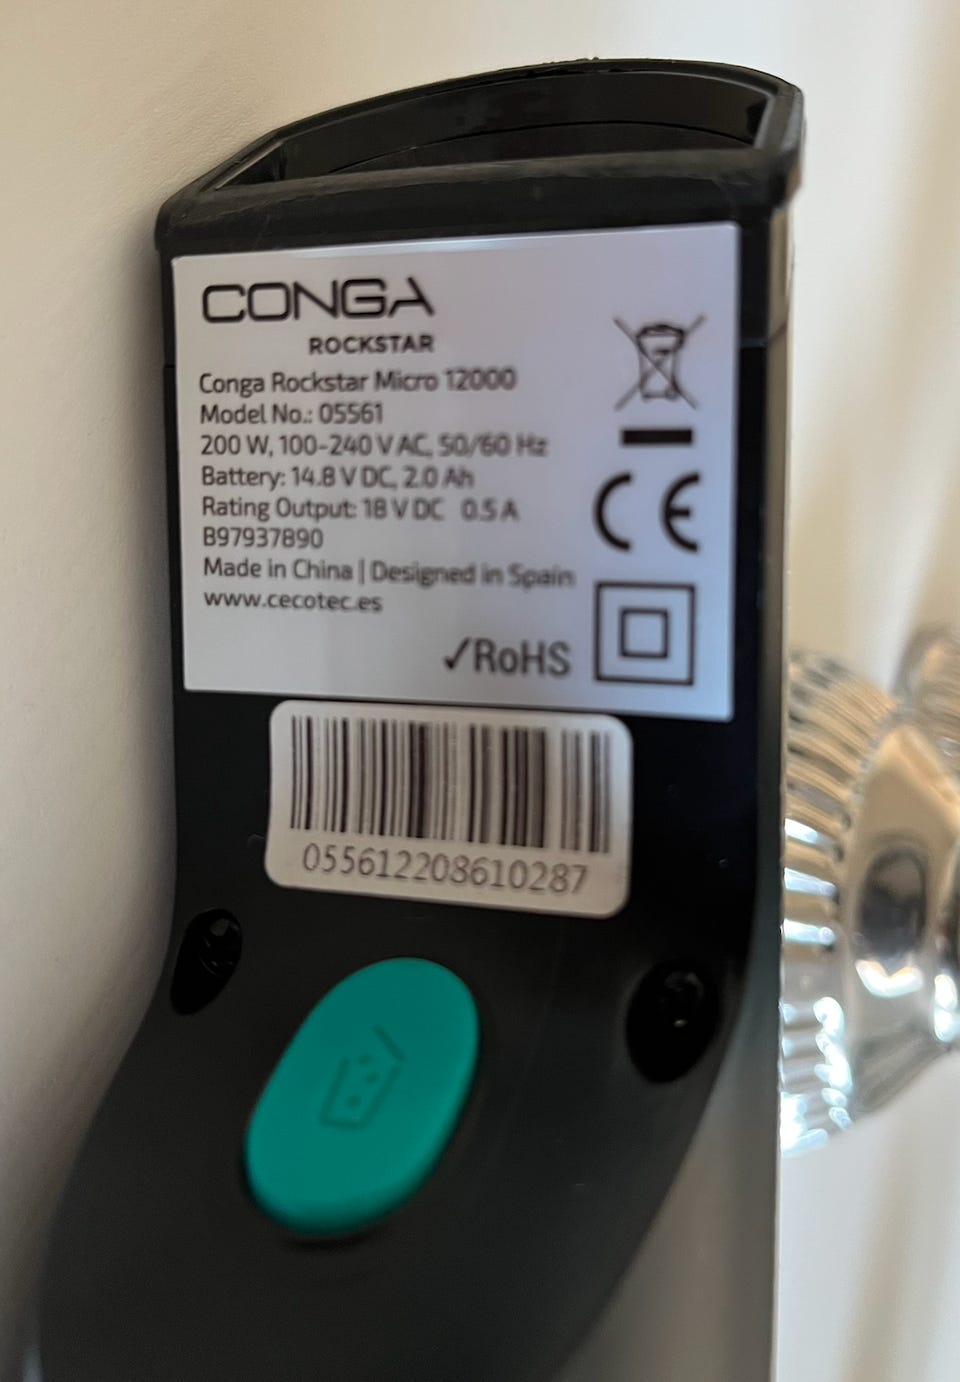 CONGA
ROCKSTAR
Conga Rockstar Micro 12000
Model No.: 05561
200 W, 100-240 V AC, 50/60 Hz
Battery: 14.8 V DC, 2.0 Ah
Rating Output: 18 V DC 0.5 A
B97937890
Made in China | Designed in Spain
www.cecotec.es
CE
✓RoHS
055612208610287